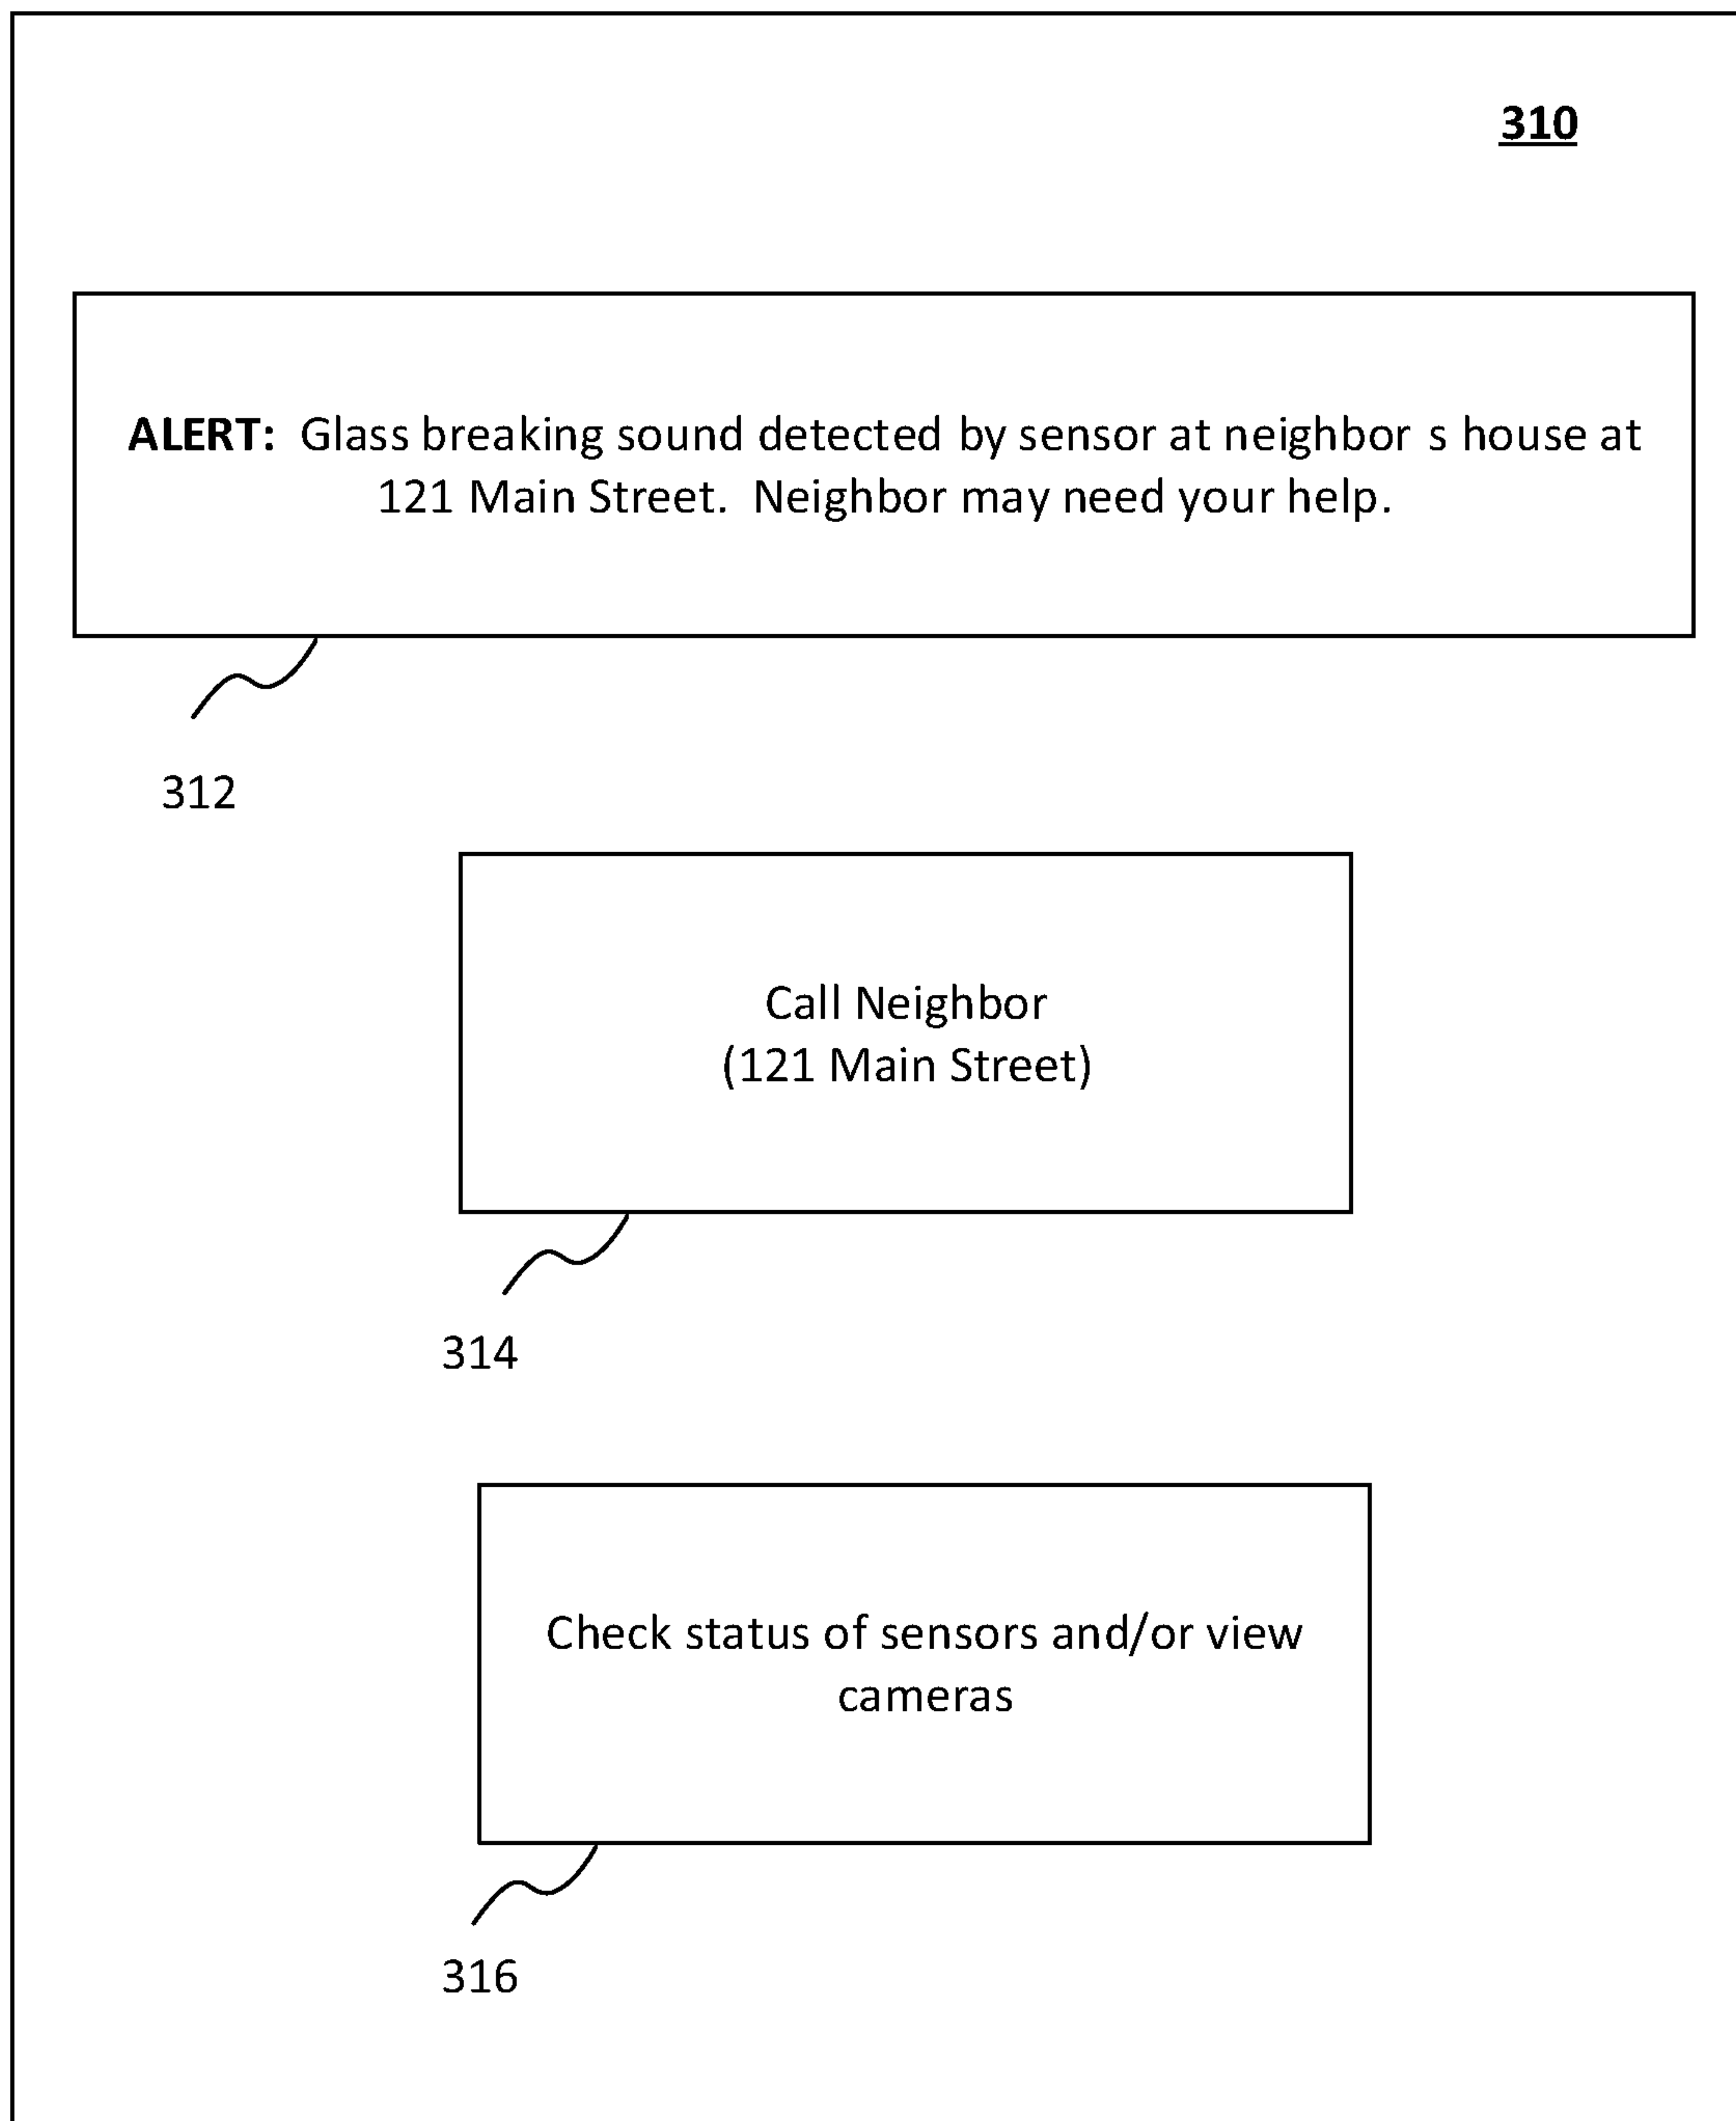 310
ALERT: Glass breaking sound detected by sensor at neighbor s house at
121 Main Street. Neighbor may need your help.
312
Call Neighbor
(121 Main Street)
314
Check status of sensors and/or view
cameras
316